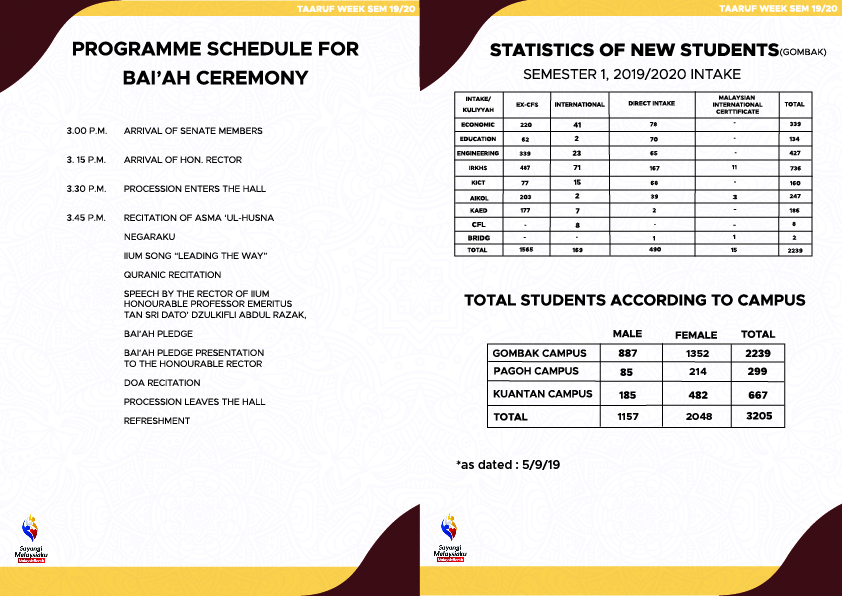 TAARUF WEEK SEM 19/20
PROGRAMME SCHEDULE FOR
BAI'AH CEREMONY
3.00 P.M. ARRIVAL OF SENATE MEMBERS
3. 15 P.M. ARRIVAL OF HON. RECTOR
3.30 P.M. PROCESSION ENTERS THE HALL
3.45 P.M. RECITATION OF ASMA 'UL-HUSNA
NEGARAKU
IIUM SONG "LEADING THE WAY"
QURANIC RECITATION
SPEECH BY THE RECTOR OF IIUM
HONOURABLE PROFESSOR EMERITUS
TAN SRI DATO' DZULKIFLI ABDUL RAZAK,
BAI'AH PLEDGE
BAI'AH PLEDGE PRESENTATION
TO THE HONOURABLE RECTOR
DOA RECITATION
PROCESSION LEAVES THE HALL
REFRESHMENT
Sayangi
Malaysiaku
TAARUF WEEK SEM 19/20
STATISTICS OF NEW STUDENTS(GOMBAK)
SEMESTER 1, 2019/2020 INTAKE
INTAKE/
KULIYYAH EX-CFS INTERNATIONAL DIRECT INTAKE MALAYSIAN
INTERNATIONAL
CERTTIFICATE TOTAL
ECONOMIC 220 41 78 - 339
EDUCATION 62 2 70 - 134
ENGINEERING 339 23 65 - 427
IRKHS 487 71 167 11 736
KICT 77 15 68 - 160
AIKOL 203 2 39 3 247
KAED 177 7 2 - 186
CFL - 8 - - 8
BRIDG - - 1 1 2
TOTAL 1565 169 490 15 2239
TOTAL STUDENTS ACCORDING TO CAMPUS
MALE FEMALE TOTAL
GOMBAK CAMPUS 887 1352 2239
PAGOH CAMPUS 85 214 299
KUANTAN CAMPUS 185 482 667
TOTAL 1157 2048 3205
*as dated : 5/9/19
Sayangi
Malaysiaku